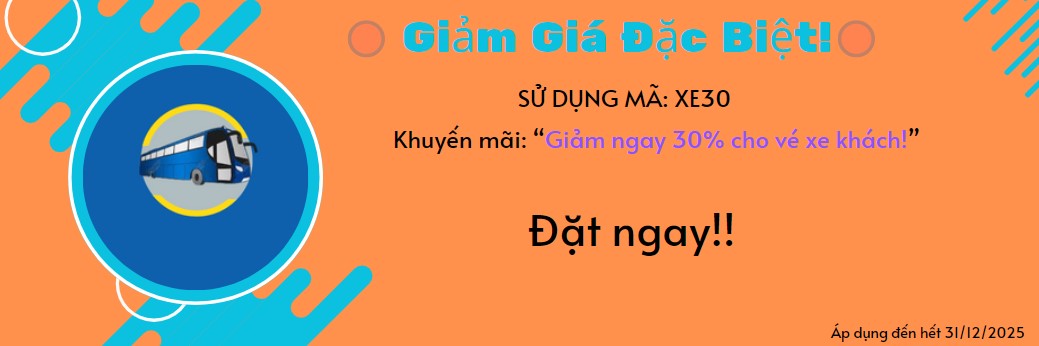 Giảm Giá Đặc Biệt!
SỬ DỤNG MÃ: XE30
Khuyến mãi: “Giảm ngay 30% cho vé xe khách!”
Đặt ngay!!
Áp dụng đến hết 31/12/2025